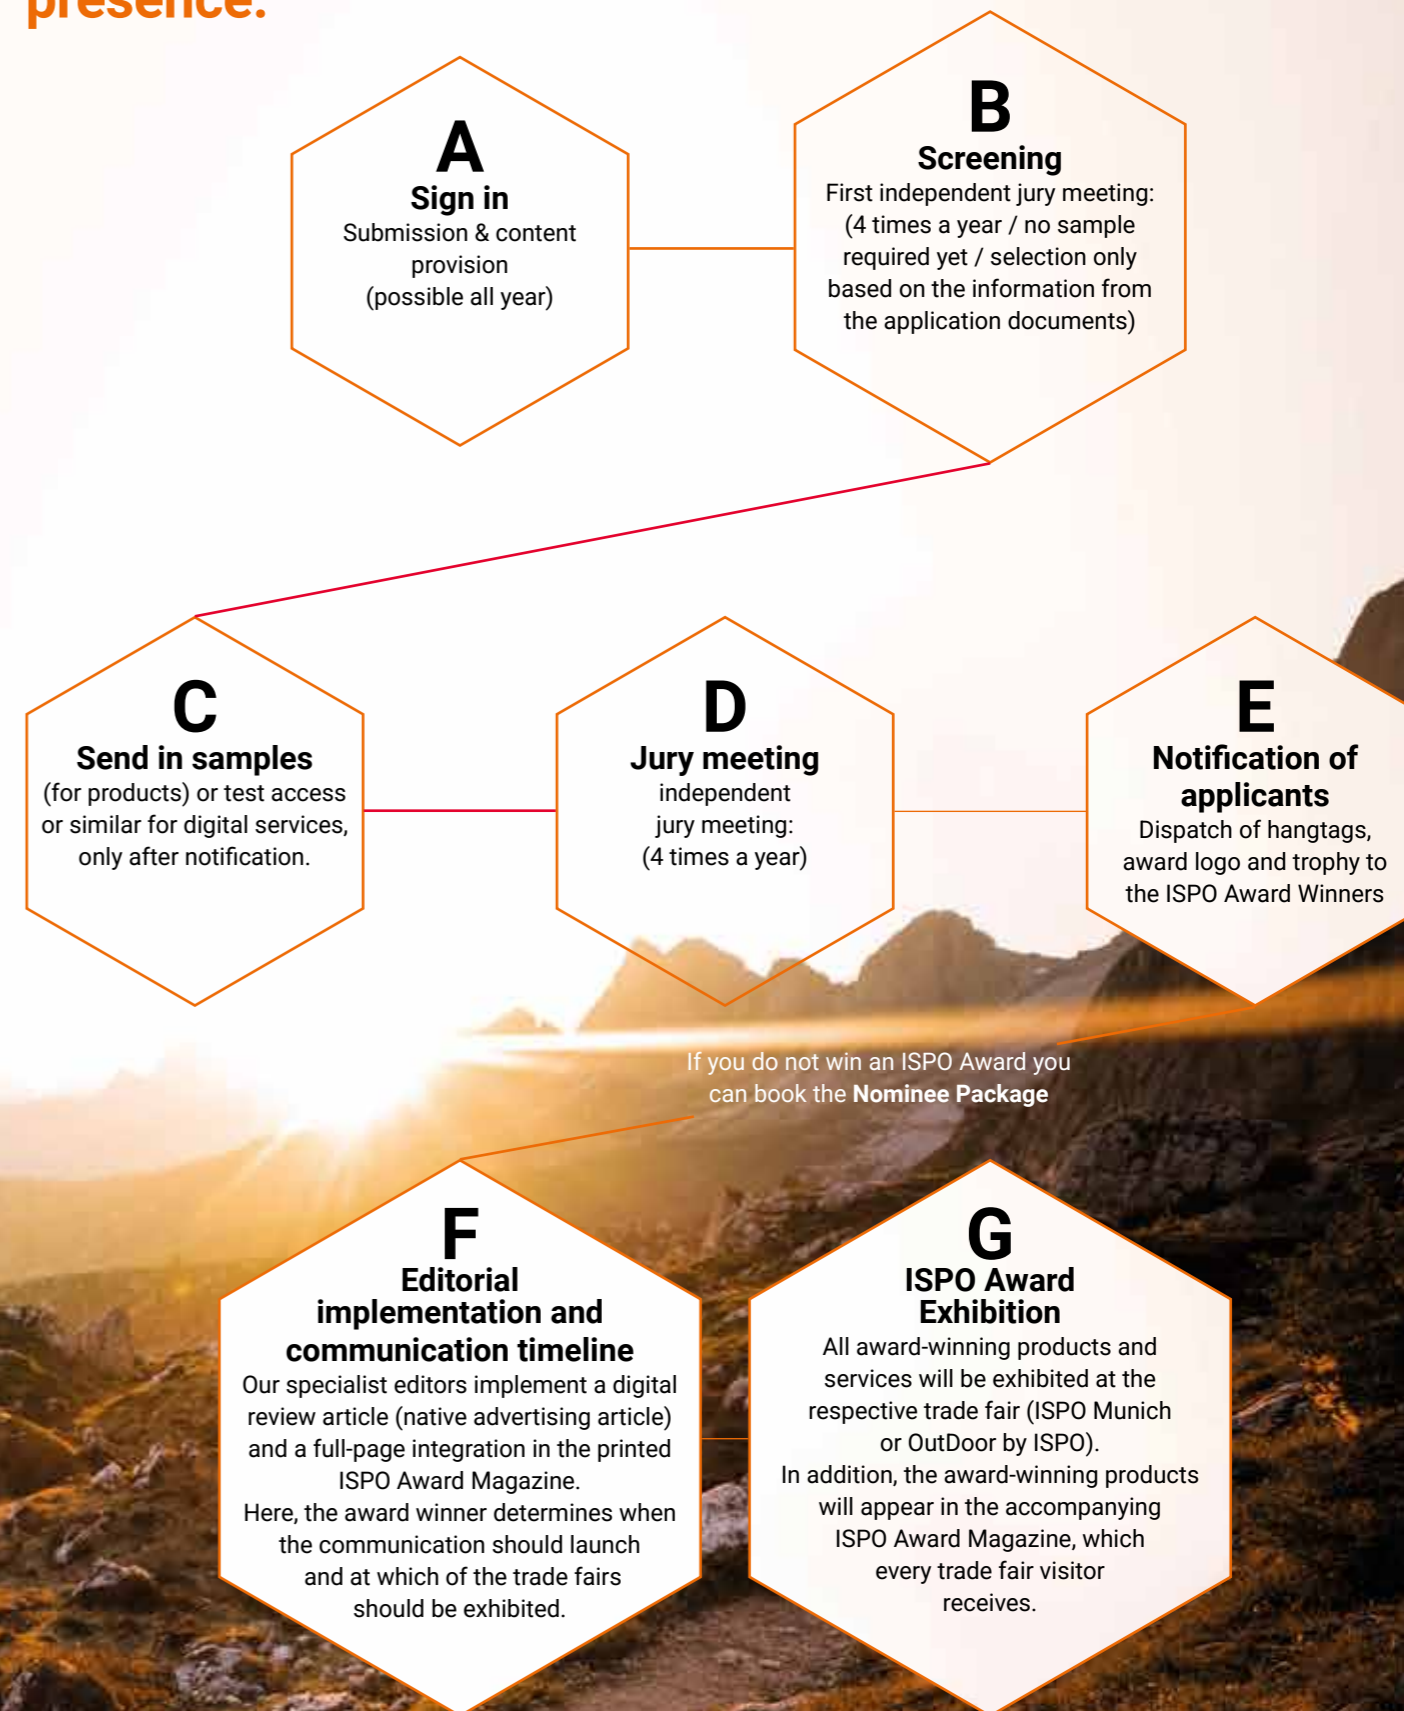 presence.
A
Sign in
Submission & content
provision
(possible all year)
B
Screening
First independent jury meeting:
(4 times a year / no sample
required yet / selection only
based on the information from
the application documents)
C
Send in samples
(for products) or test access
or similar for digital services,
only after notification.
D
Jury meeting
independent
jury meeting:
(4 times a year)
E
Notification of
applicants
Dispatch of hangtags,
award logo and trophy to
the ISPO Award Winners
If you do not win an ISPO Award you
can book the Nominee Package
F
Editorial
implementation and
communication timeline
Our specialist editors implement a digital
review article (native advertising article)
and a full-page integration in the printed
ISPO Award Magazine.
Here, the award winner determines when
the communication should launch
and at which of the trade fairs
should be exhibited.
G
ISPO Award
Exhibition
All award-winning products and
services will be exhibited at the
respective trade fair (ISPO Munich
or OutDoor by ISPO).
In addition, the award-winning products
will appear in the accompanying
ISPO Award Magazine, which
every trade fair visitor
receives.